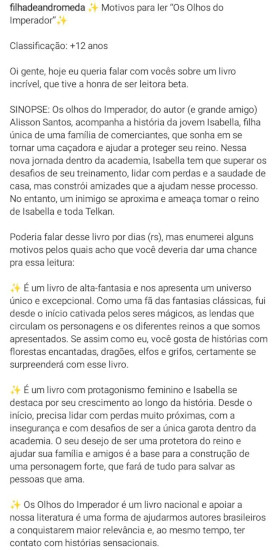 filhadeandromeda ✨ Motivos para ler “Os Olhos do
Imperador”✨
Classificação: +12 anos
Oi gente, hoje eu queria falar com vocês sobre um livro
incrível, que tive a honra de ser leitora beta.
SINOPSE: Os olhos do Imperador, do autor (e grande amigo)
Alisson Santos, acompanha a história da jovem Isabella, filha
única de uma família de comerciantes, que sonha em se
tornar uma caçadora e ajudar a proteger seu reino. Nessa
nova jornada dentro da academia, Isabella tem que superar os
desafios de seu treinamento, lidar com perdas e a saudade de
casa, mas constrói amizades que a ajudam nesse processo.
No entanto, um inimigo se aproxima e ameaça tomar o reino
de Isabella e toda Telkan.
Poderia falar desse livro por dias (rs), mas enumerei alguns
motivos pelos quais acho que você deveria dar uma chance
pra essa leitura:
✨ É um livro de alta-fantasia e nos apresenta um universo
único e excepcional. Como uma fã das fantasias clássicas, fui
desde o início cativada pelos seres mágicos, as lendas que
circulam os personagens e os diferentes reinos a que somos
apresentados. Se assim como eu, você gosta de histórias com
florestas encantadas, dragões, elfos e grifos, certamente se
surpreenderá com esse livro.
✨ É um livro com protagonismo feminino e Isabella se
destaca por seu crescimento ao longo da história. Desde o
início, precisa lidar com perdas muito próximas, com a
insegurança e com desafios de ser a única garota dentro da
academia. O seu desejo de ser uma protetora do reino e
ajudar sua família e amigos é a base para a construção de
uma personagem forte, que fará de tudo para salvar as
pessoas que ama.
✨ Os Olhos do Imperador é um livro nacional e apoiar a
nossa literatura é uma forma de ajudarmos autores brasileiros
a conquistarem maior relevância e, ao mesmo tempo, ter
contato com histórias sensacionais.